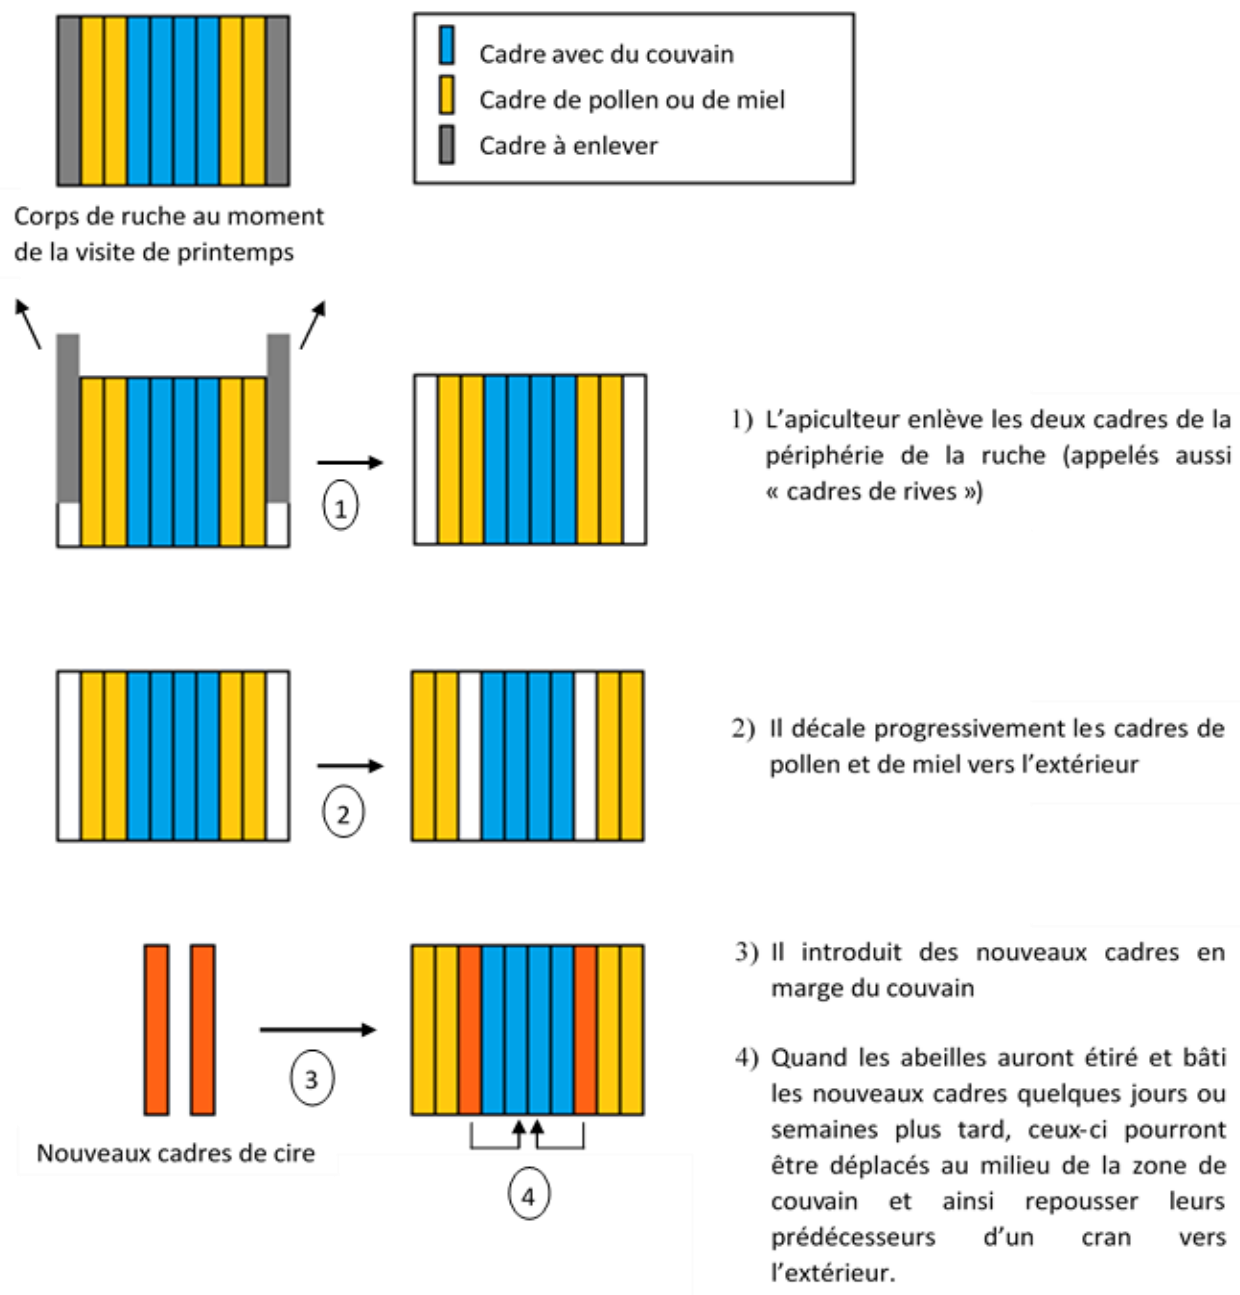 Cadre avec du couvain
Cadre de pollen ou de miel
Cadre à enlever
Corps de ruche au moment
de la visite de printemps
1
1) L’apiculteur enlève les deux cadres de la
périphérie de la ruche (appelés aussi
« cadres de rives »)
2
2) Il décale progressivement les cadres de
pollen et de miel vers l’extérieur
3
Nouveaux cadres de cire
4
3) Il introduit des nouveaux cadres en
marge du couvain
4) Quand les abeilles auront étiré et bâti
les nouveaux cadres quelques jours ou
semaines plus tard, ceux-ci pourront
être déplacés au milieu de la zone de
couvain et ainsi repousser leurs
prédécesseurs d’un cran vers
l’extérieur.